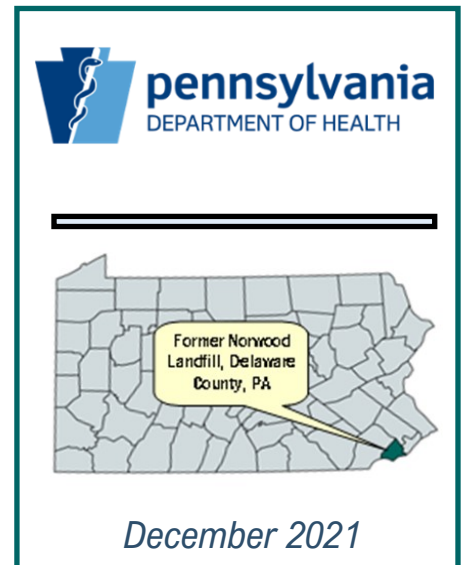 pennsylvania
DEPARTMENT OF HEALTH
Former Norwood
Landfill, Delaware
County, PA
December 2021